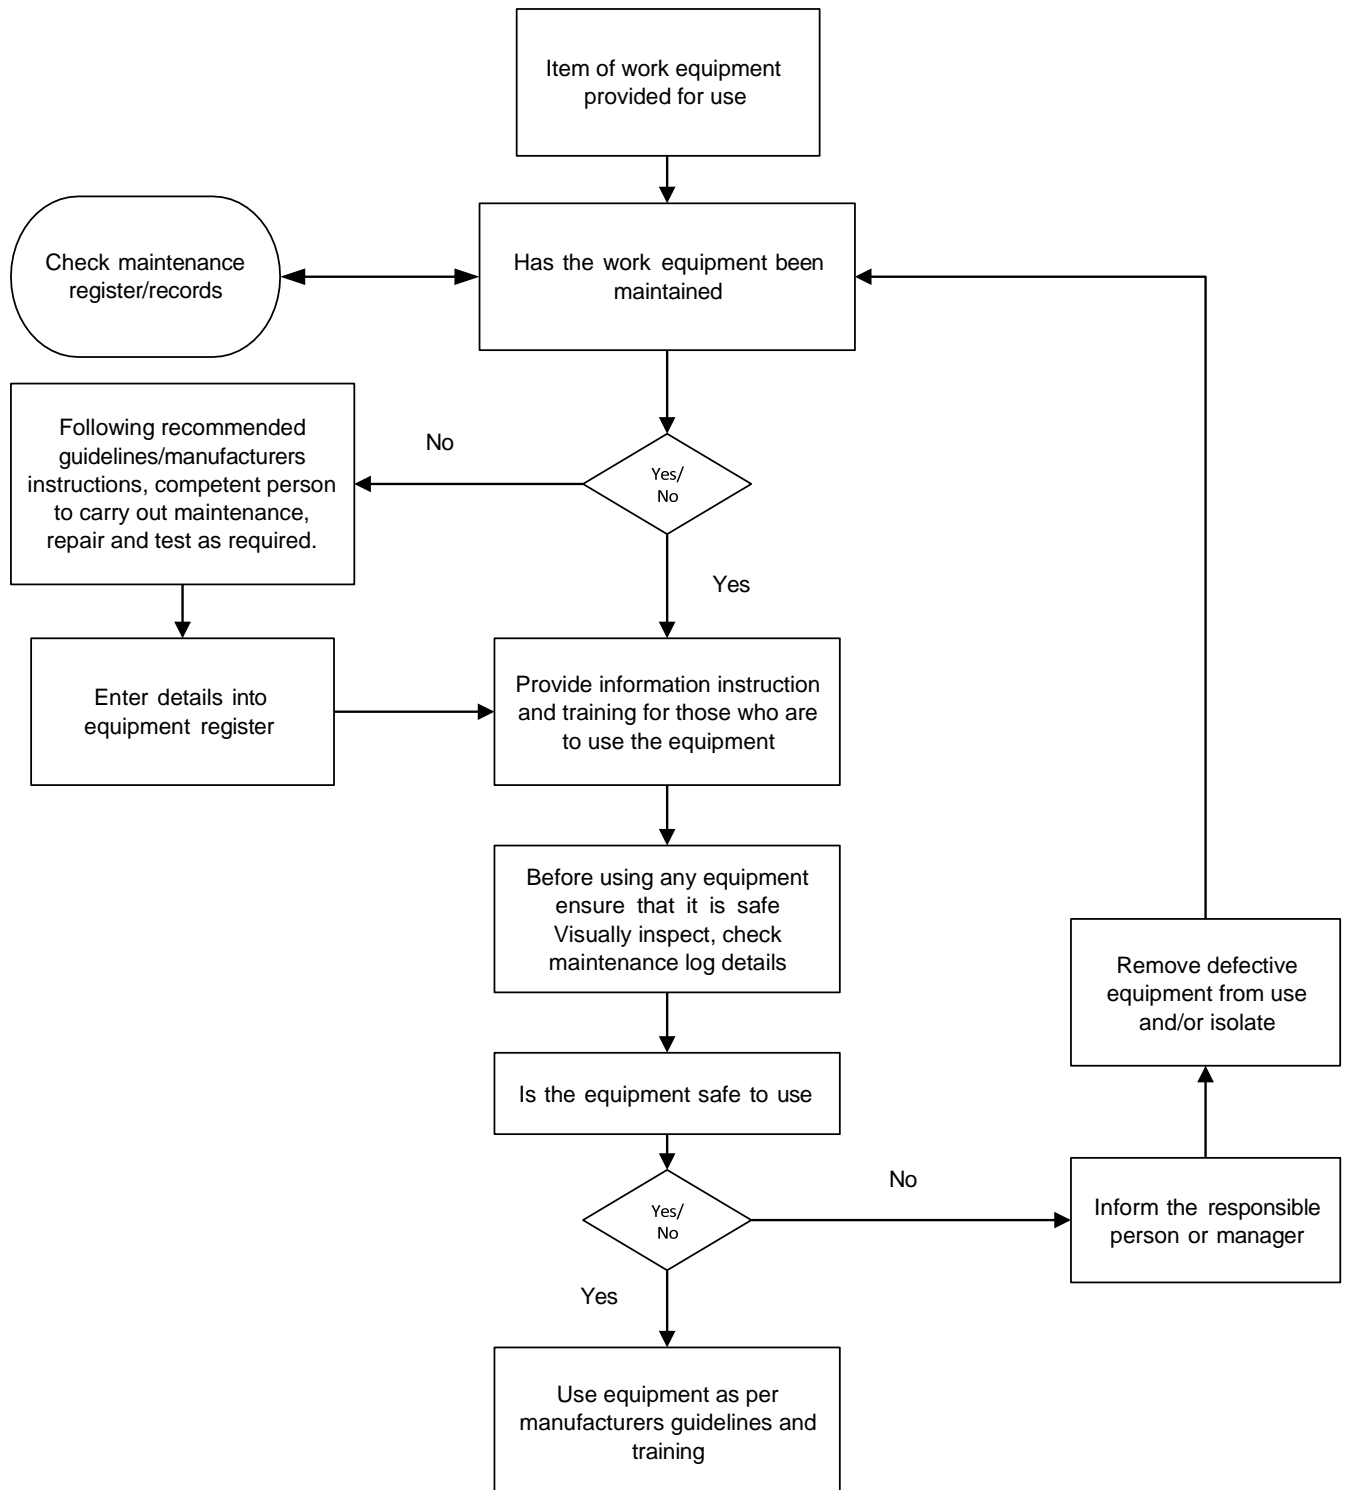 Item of work equipment
provided for use
Check maintenance
register/records
Has the work equipment been
maintained
Following recommended
guidelines/manufacturers
instructions, competent person
to carry out maintenance,
repair and test as required.
No
Yes/
No
Yes
Enter details into
equipment register
Provide information instruction
and training for those who are
to use the equipment
Before using any equipment
ensure that it is safe
Visually inspect, check
maintenance log details
Remove defective
equipment from use
and/or isolate
Is the equipment safe to use
Yes/
No
No
Inform the responsible
person or manager
Yes
Use equipment as per
manufacturers guidelines and
training